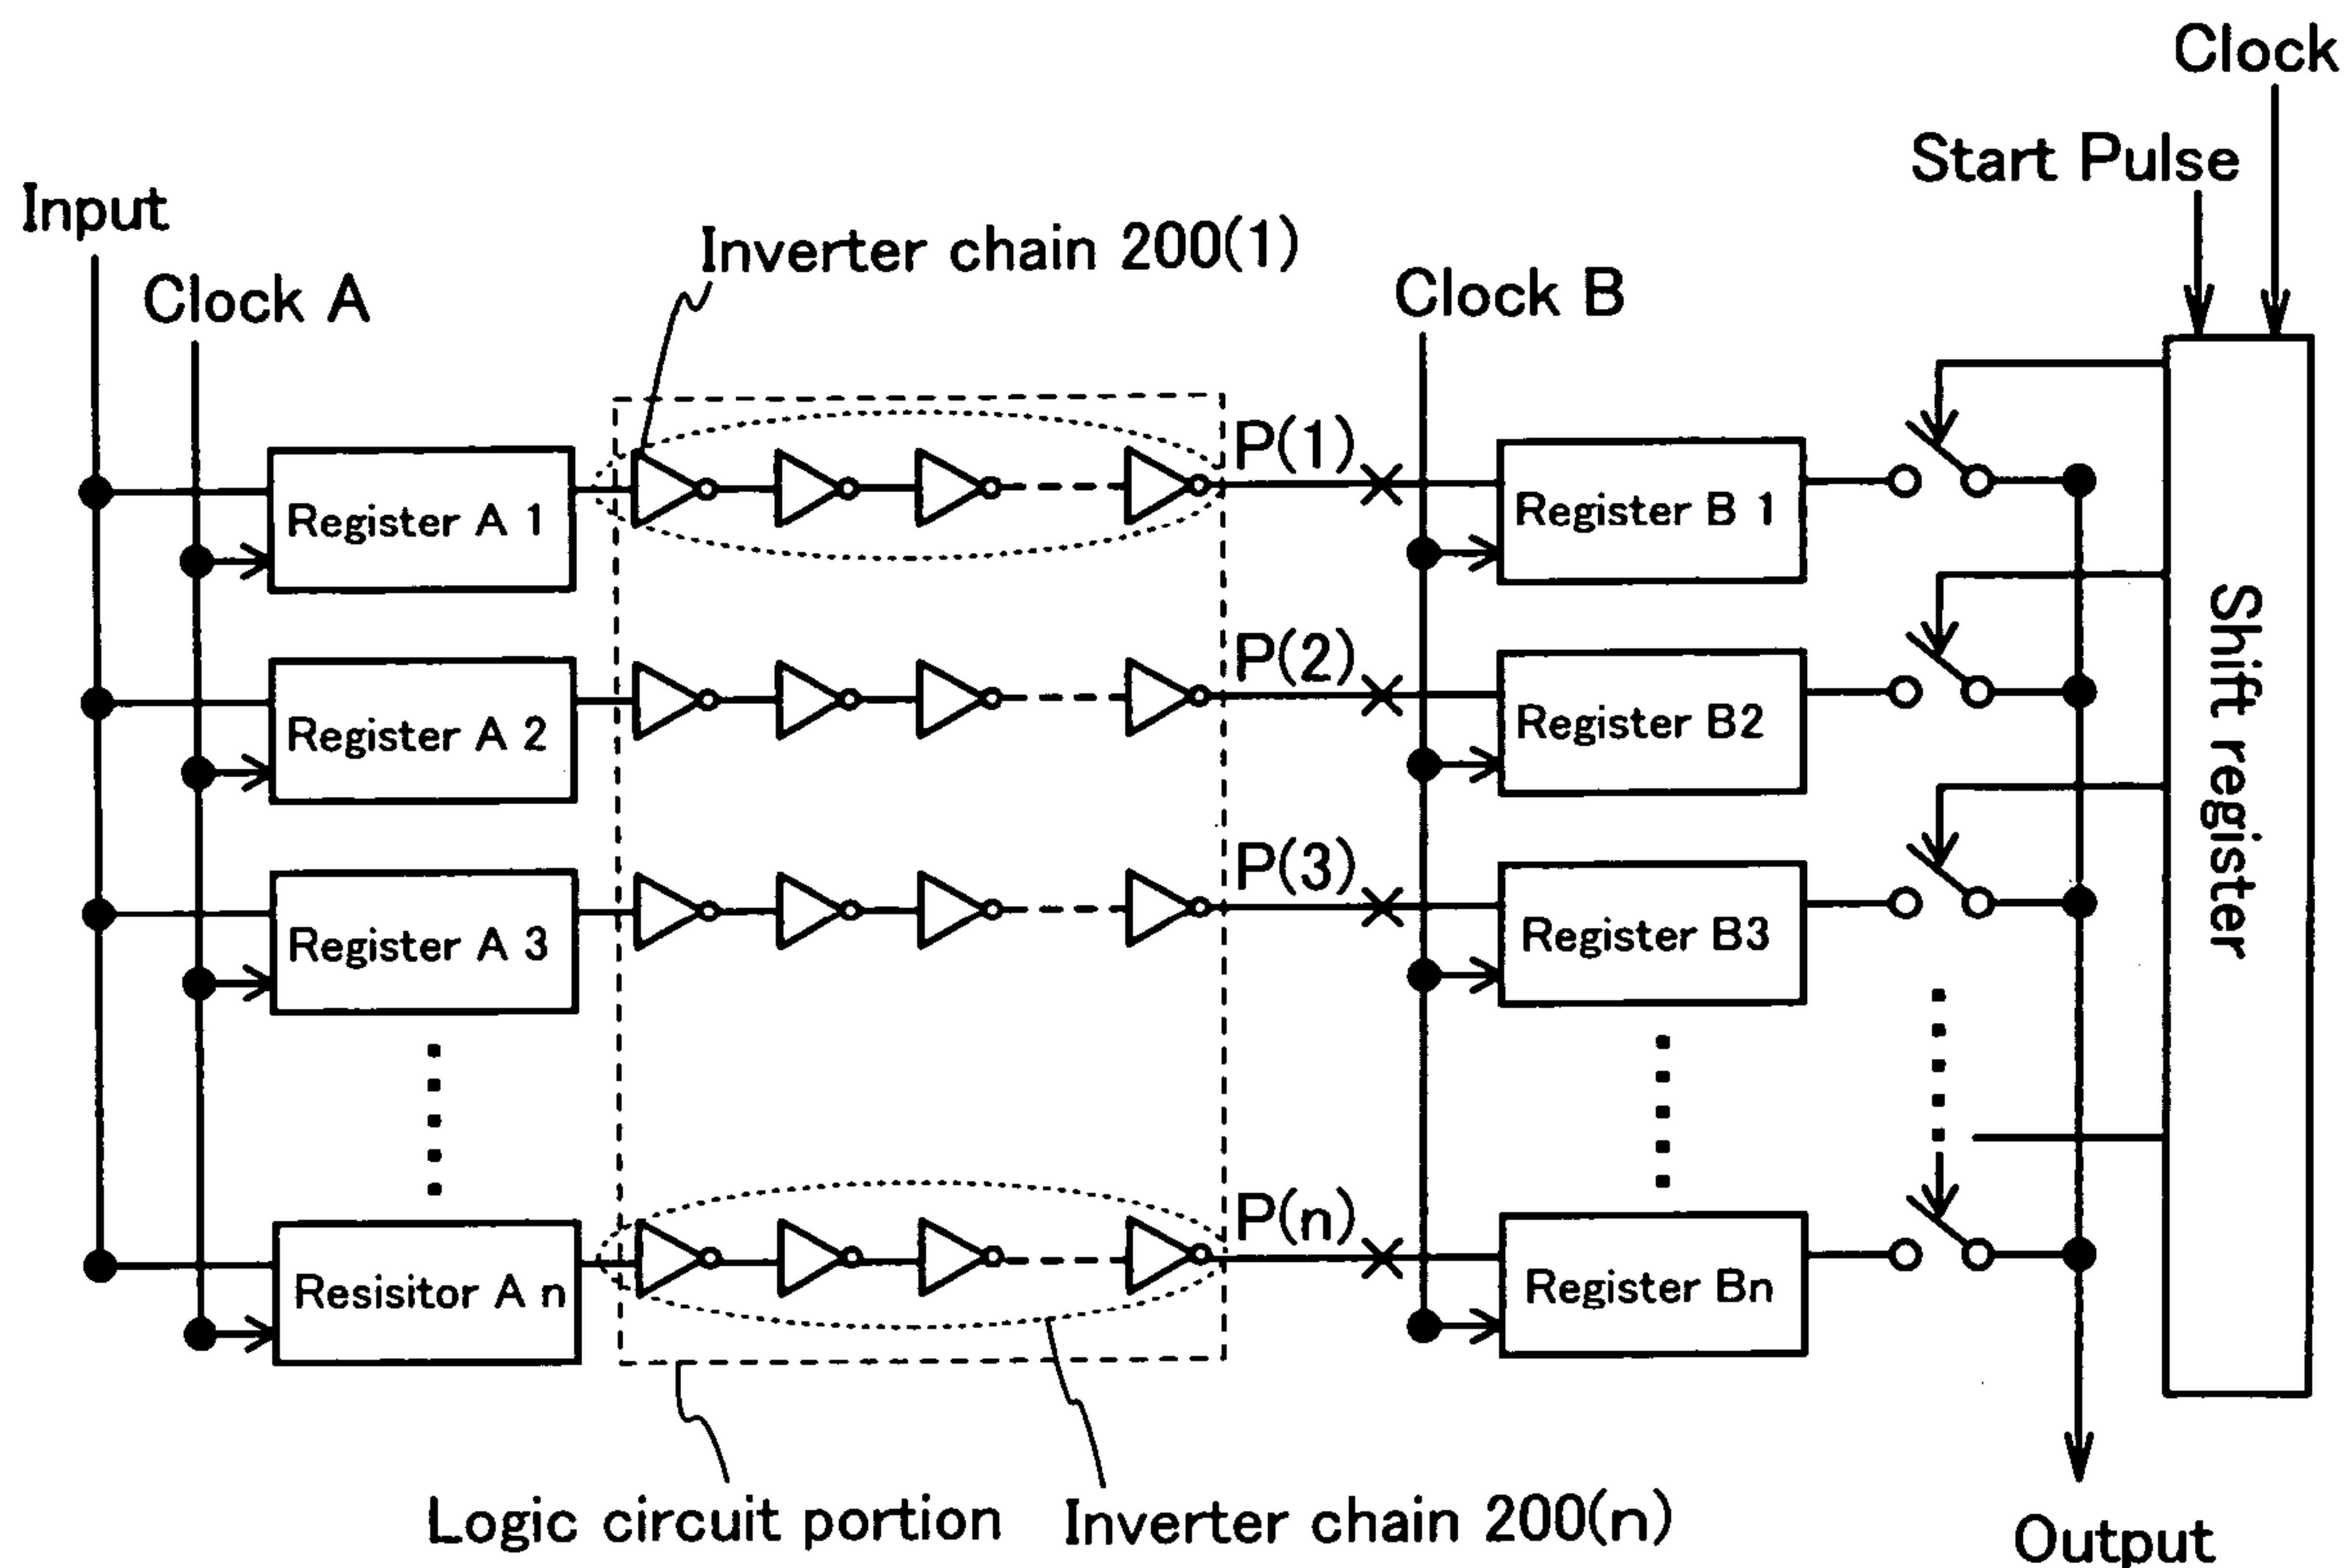 Clock
Start Pulse
Input
Inverter chain 200(1)
Clock A
Clock B
P(1)
Register A 1
Register B 1
P(2)
Register A 2
Register B2
Shift register
P(3)
Register A 3
Register B3
P(n)
Resisitor A n
Register Bn
Logic circuit portion
Inverter chain 200(n)
Output